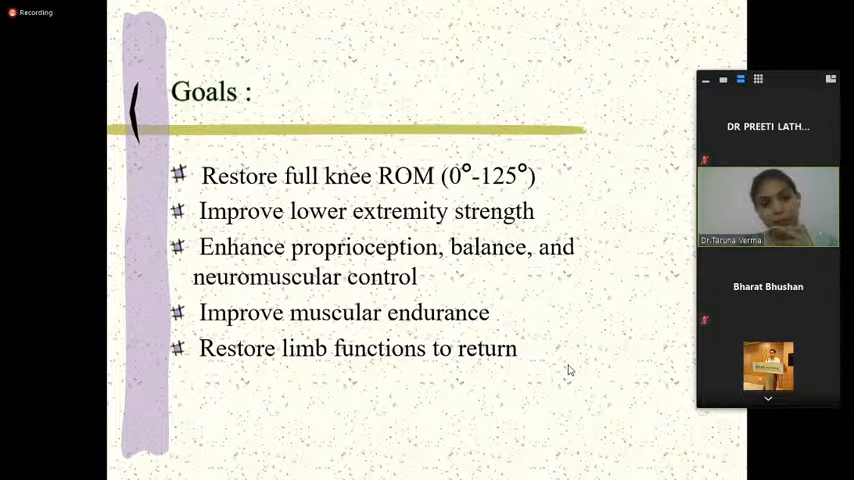 Recording
Goals :
Restore full knee ROM (0°-125°)
Improve lower extremity strength
Enhance proprioception, balance, and
neuromuscular control
Improve muscular endurance
Restore limb functions to return
DR PREETI LATH...
Dr.Taruna Verma
Bharat Bhushan